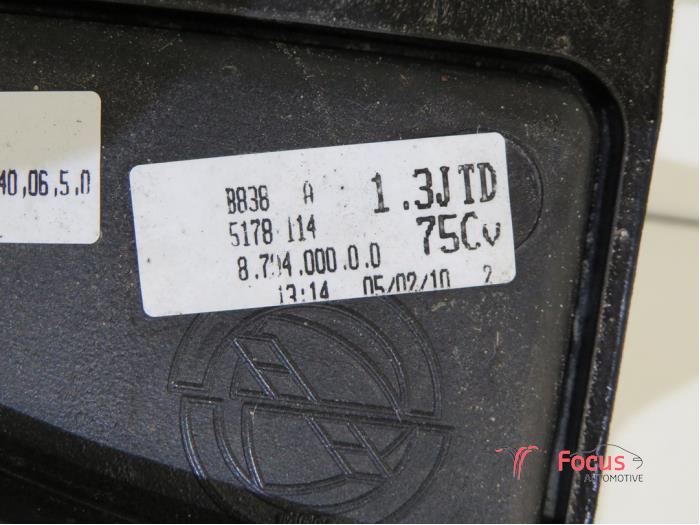 40,06,5,0
B838 A 1.3JTD
5178 114 75Cv
8.794.000.0.0
13:14 05/02/10 2
Focus
AUTOMOTIVE